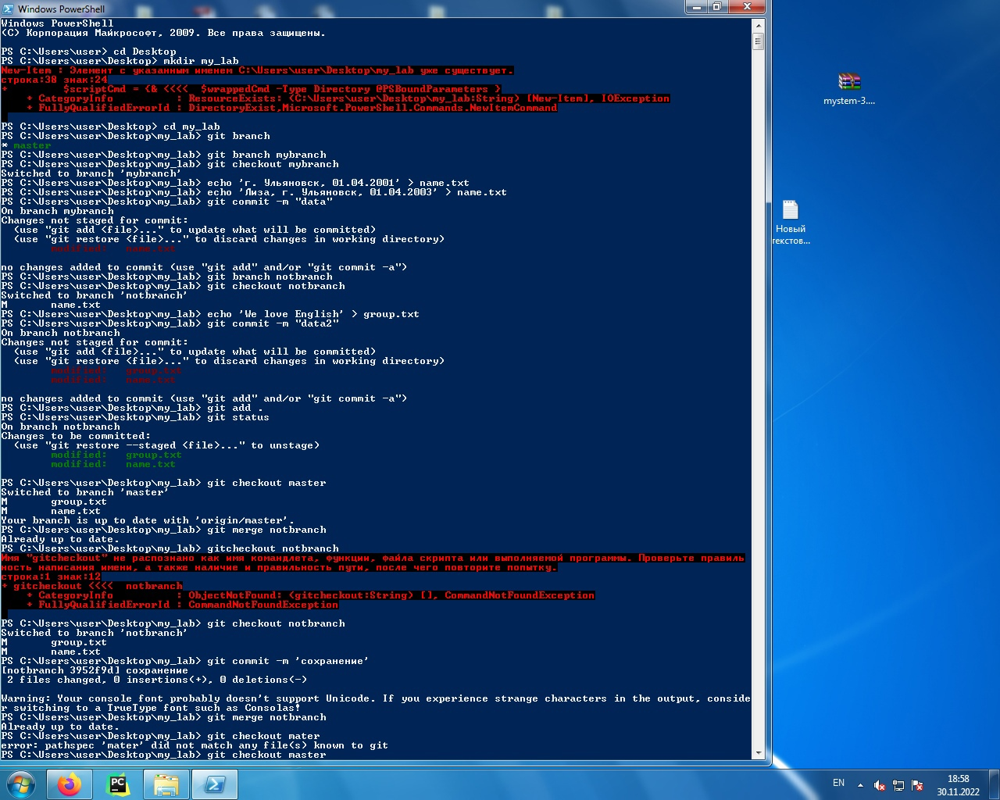 Windows PowerShell
Windows PowerShell
(C) Корпорация Майкрософт, 2009. Все права защищены.
PS C:\Users\user> cd Desktop
PS C:\Users\user\Desktop> mkdir my_lab
New-Item : Элемент с указанным именем C:\Users\user\Desktop\my_lab уже существует.
строка:38 знак:24
+         $scriptCmd = {& <<<<  $wrappedCmd -Type Directory @PSBoundParameters }
    + CategoryInfo          : ResourceExists: (C:\Users\user\Desktop\my_lab:String) [New-Item], IOException
    + FullyQualifiedErrorId : DirectoryExist,Microsoft.PowerShell.Commands.NewItemCommand
PS C:\Users\user\Desktop> cd my_lab
PS C:\Users\user\Desktop\my_lab> git branch
* master
PS C:\Users\user\Desktop\my_lab> git branch mybranch
PS C:\Users\user\Desktop\my_lab> git checkout mybranch
Switched to branch 'mybranch'
PS C:\Users\user\Desktop\my_lab> echo 'г. Ульяновск, 01.04.2001' > name.txt
PS C:\Users\user\Desktop\my_lab> echo 'Лиза, г. Ульяновск, 01.04.2003' > name.txt
PS C:\Users\user\Desktop\my_lab> git commit -m "data"
On branch mybranch
Changes not staged for commit:
  (use "git add <file>..." to update what will be committed)
  (use "git restore <file>..." to discard changes in working directory)
        modified:   name.txt
no changes added to commit (use "git add" and/or "git commit -a")
PS C:\Users\user\Desktop\my_lab> git branch notbranch
PS C:\Users\user\Desktop\my_lab> git checkout notbranch
Switched to branch 'notbranch'
M       name.txt
PS C:\Users\user\Desktop\my_lab> echo 'We love English' > group.txt
PS C:\Users\user\Desktop\my_lab> git commit -m "data2"
On branch notbranch
Changes not staged for commit:
  (use "git add <file>..." to update what will be committed)
  (use "git restore <file>..." to discard changes in working directory)
        modified:   group.txt
        modified:   name.txt
no changes added to commit (use "git add" and/or "git commit -a")
PS C:\Users\user\Desktop\my_lab> git add .
PS C:\Users\user\Desktop\my_lab> git status
On branch notbranch
Changes to be committed:
  (use "git restore --staged <file>..." to unstage)
        modified:   group.txt
        modified:   name.txt
PS C:\Users\user\Desktop\my_lab> git checkout master
Switched to branch 'master'
M       group.txt
M       name.txt
Your branch is up to date with 'origin/master'.
PS C:\Users\user\Desktop\my_lab> git merge notbranch
Already up to date.
PS C:\Users\user\Desktop\my_lab> gitcheckout notbranch
Имя "gitcheckout" не распознано как имя командлета, функции, файла скрипта или выполняемой программы. Проверьте правиль
ность написания имени, а также наличие и правильность пути, после чего повторите попытку.
строка:1 знак:12
+ gitcheckout <<<<  notbranch
    + CategoryInfo          : ObjectNotFound: (gitcheckout:String) [], CommandNotFoundException
    + FullyQualifiedErrorId : CommandNotFoundException
PS C:\Users\user\Desktop\my_lab> git checkout notbranch
Switched to branch 'notbranch'
M       group.txt
M       name.txt
PS C:\Users\user\Desktop\my_lab> git commit -m 'сохранение'
[notbranch 3952f9d] сохранение
 2 files changed, 0 insertions(+), 0 deletions(-)
Warning: Your console font probably doesn't support Unicode. If you experience strange characters in the output, conside
r switching to a TrueType font such as Consolas!
PS C:\Users\user\Desktop\my_lab> git merge notbranch
Already up to date.
PS C:\Users\user\Desktop\my_lab> git checkout mater
error: pathspec 'mater' did not match any file(s) known to git
PS C:\Users\user\Desktop\my_lab> git checkout master
mystem-3....
Новый
текстов...
PC
EN
18:58
30.11.2022